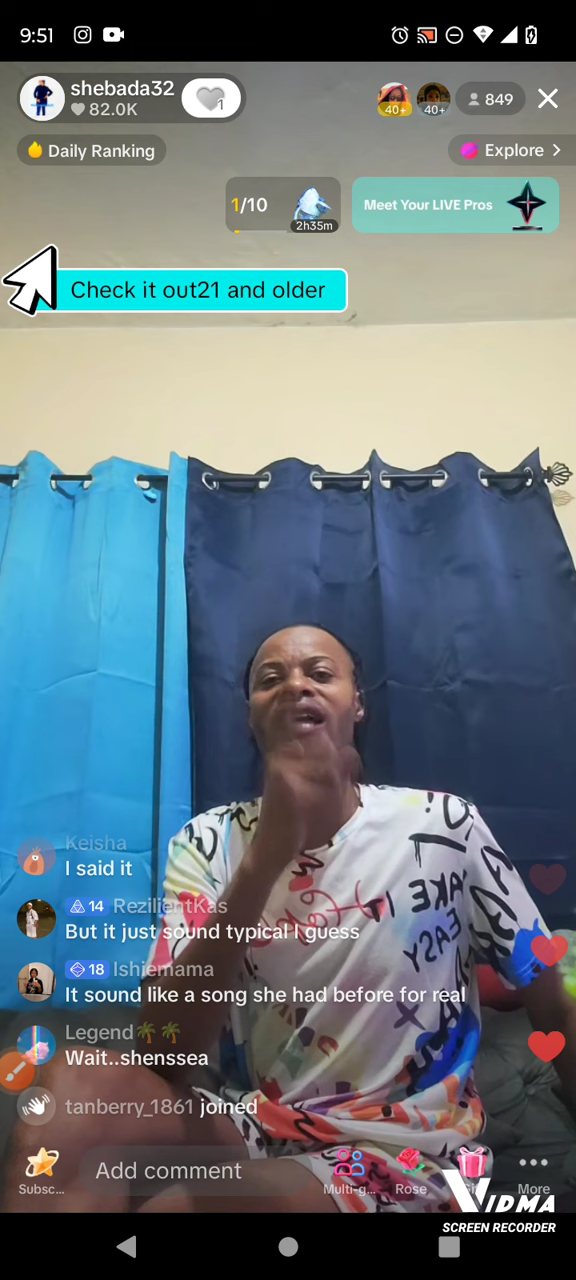 9:51
shebada32
82.0K
1
40+
40+
849
Daily Ranking
Explore >
1/10
2h35m
Meet Your LIVE Pros
Check it out21 and older
TAKE IT
EASY
Keisha
I said it
14 RezilientKas
But it just sound typical I guess
18 Ishiemama
It sound like a song she had before for real
Legend🌴🌴
Wait..shenssea
tanberry_1861 joined
Add comment
Subsc...
Multi-g...
Rose
More
VIDMA
SCREEN RECORDER